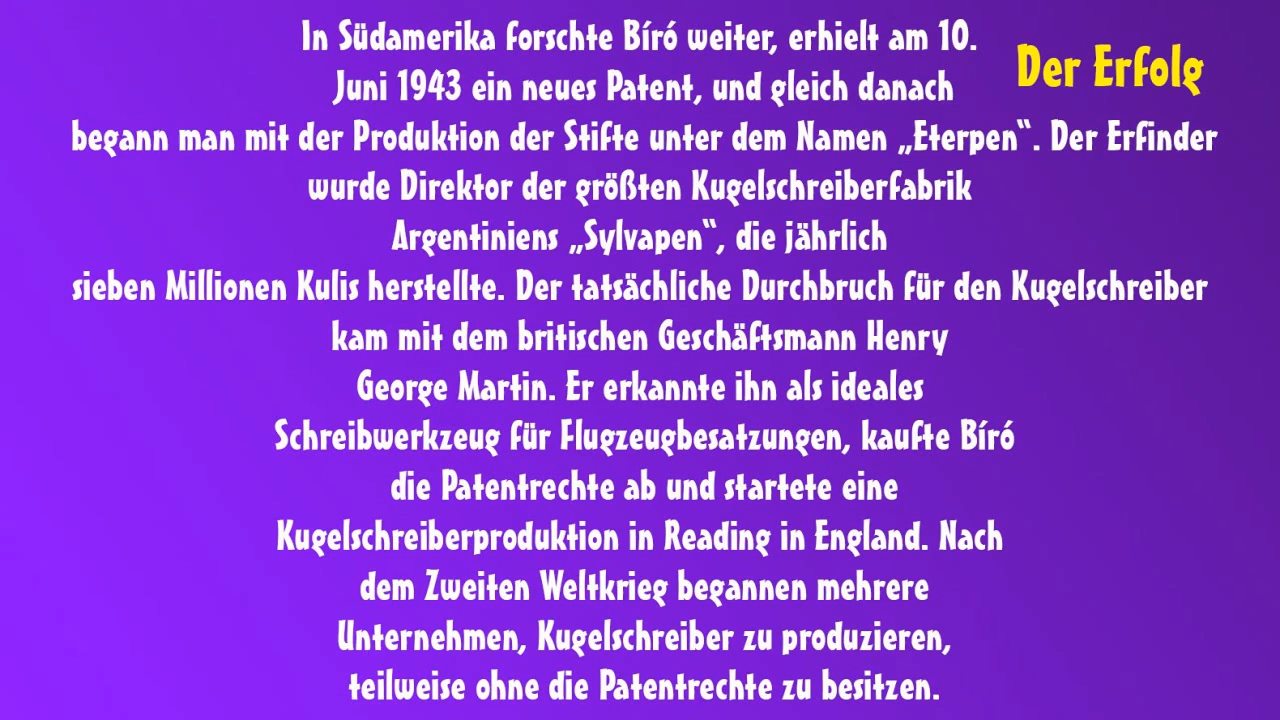 In Südamerika forschte Bíró weiter, erhielt am 10.
Der Erfolg
Juni 1943 ein neues Patent, und gleich danach
begann man mit der Produktion der Stifte unter dem Namen „Eterpen“. Der Erfinder
wurde Direktor der größten Kugelschreiberfabrik
Argentiniens „Sylvapen“, die jährlich
sieben Millionen Kulis herstellte. Der tatsächliche Durchbruch für den Kugelschreiber
kam mit dem britischen Geschäftsmann Henry
George Martin. Er erkannte ihn als ideales
Schreibwerkzeug für Flugzeugbesatzungen, kaufte Bíró
die Patentrechte ab und startete eine
Kugelschreiberproduktion in Reading in England. Nach
dem Zweiten Weltkrieg begannen mehrere
Unternehmen, Kugelschreiber zu produzieren,
teilweise ohne die Patentrechte zu besitzen.